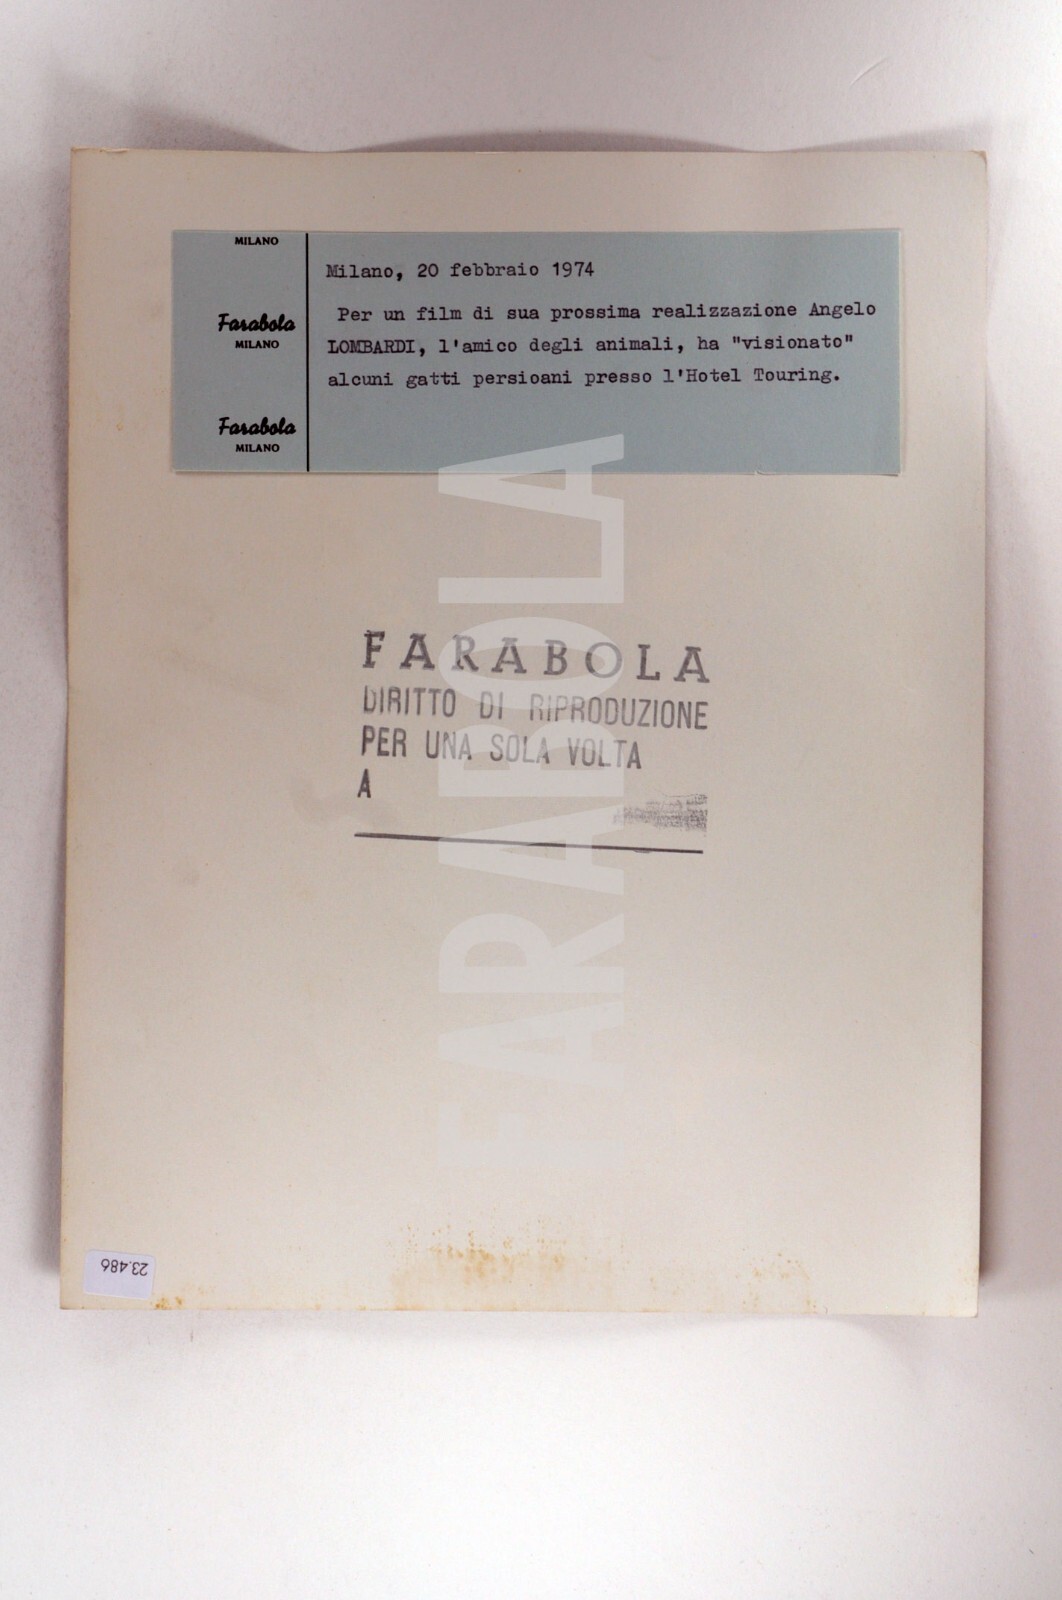 MILANO
Farabola
MILANO
Farabola
MILANO
Milano, 20 febbraio 1974
Per un film di sua prossima realizzazione Angelo
LOMBARDI, l'amico degli animali, ha "visionato"
alcuni gatti persioani presso l'Hotel Touring.
FARABOLA
FARABOLA
DIRITTO DI RIPRODUZIONE
PER UNA SOLA VOLTA
A
23.486